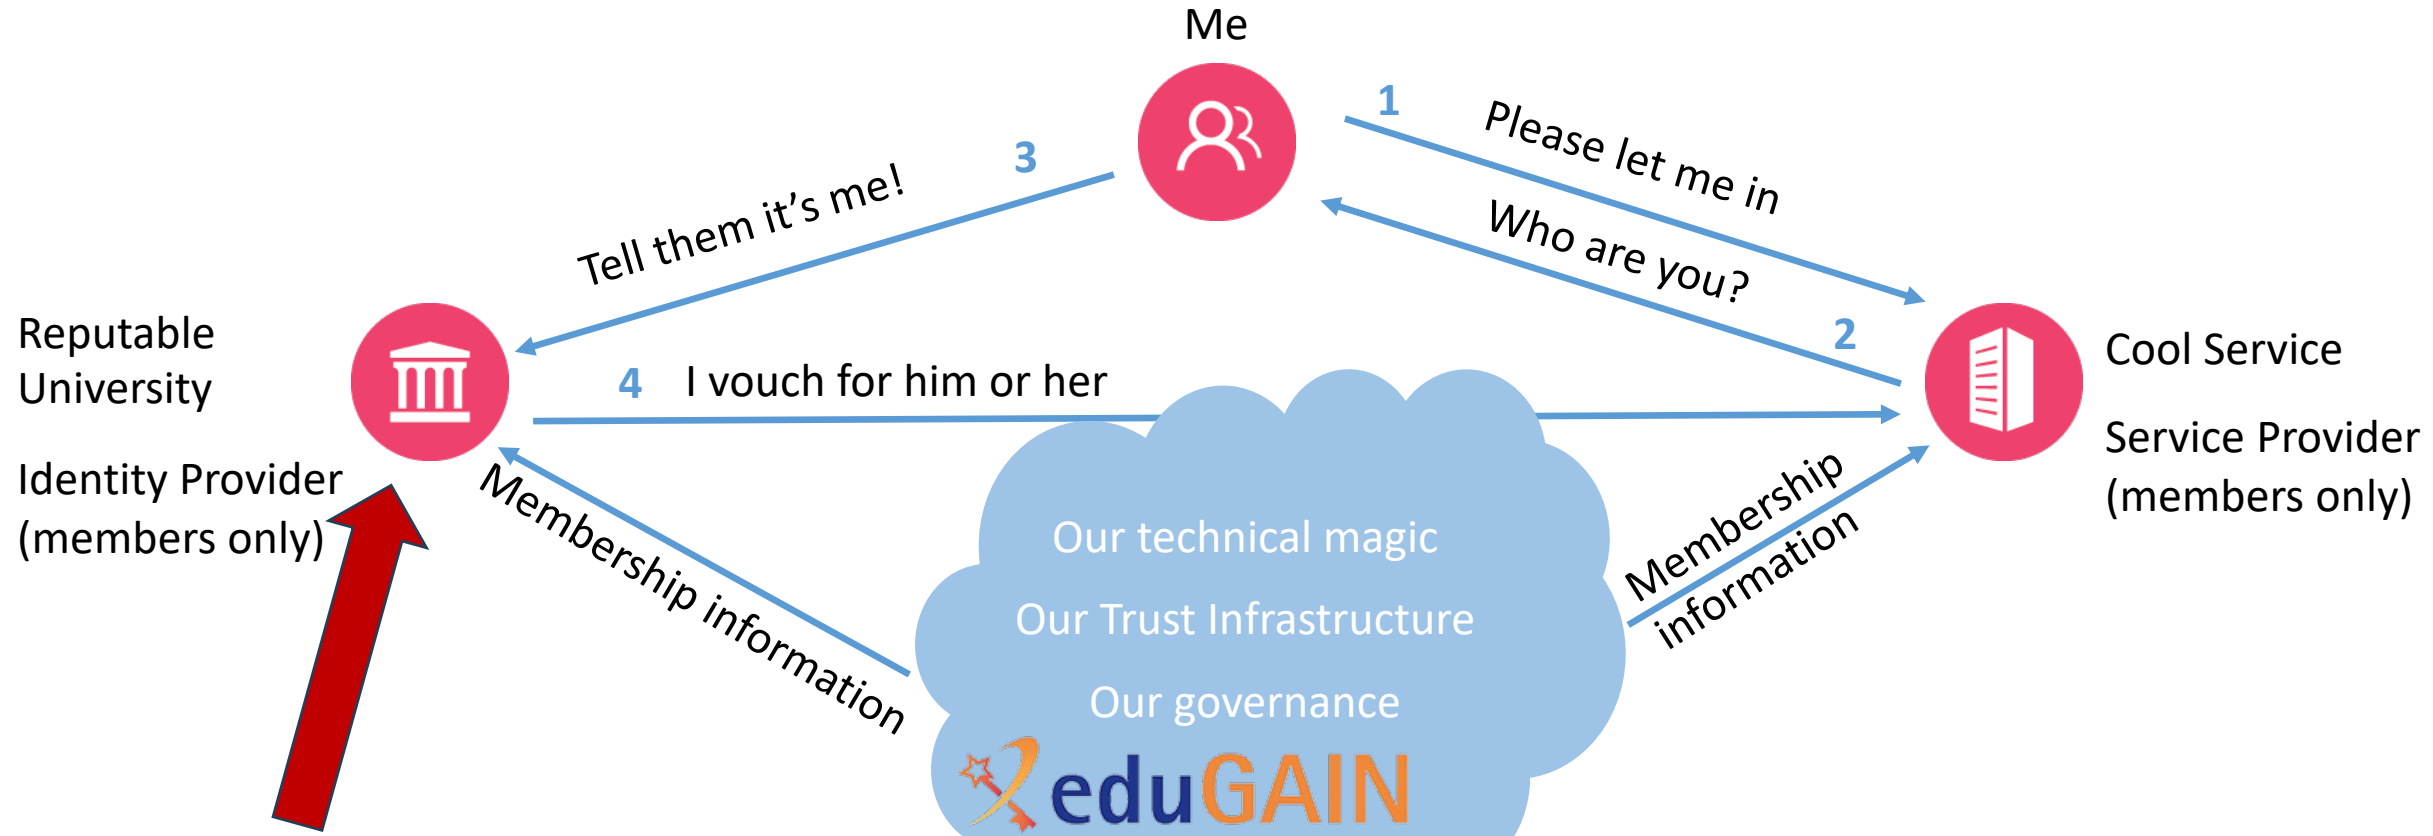 Me
1
Please let me in
3
Tell them it’s me!
Who are you?
2
Reputable
University
4
I vouch for him or her
Cool Service
Identity Provider
(members only)
Service Provider
(members only)
Membership information
Membership
information
Our technical magic
Our Trust Infrastructure
Our governance
eduGAIN